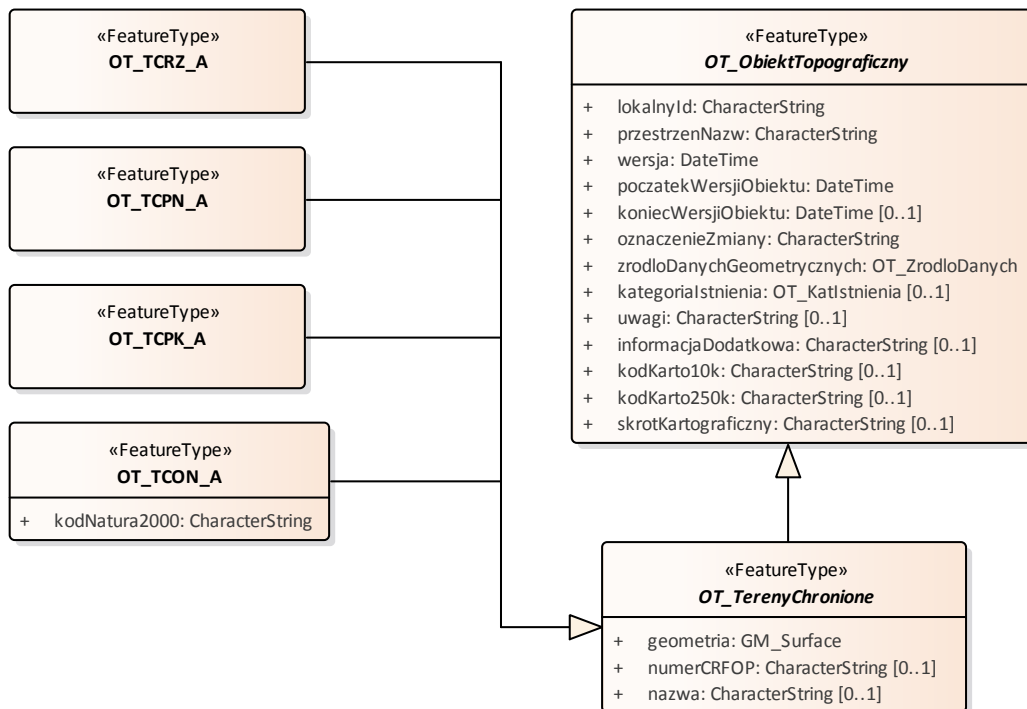 «FeatureType»
OT_TCRZ_A
«FeatureType»
OT_TCPN_A
«FeatureType»
OT_TCPK_A
«FeatureType»
OT_TCON_A
+ kodNatura2000: CharacterString
«FeatureType»
OT_ObiektTopograficzny
+ lokalnyId: CharacterString
+ przestrzenNazw: CharacterString
+ wersja: DateTime
+ poczatekWersjiObiektu: DateTime
+ koniecWersjiObiektu: DateTime [0..1]
+ oznaczenieZmiany: CharacterString
+ zrodloDanychGeometrycznych: OT_ZrodloDanych
+ kategoriaIstnienia: OT_KatIstnienia [0..1]
+ uwagi: CharacterString [0..1]
+ informacjaDodatkowa: CharacterString [0..1]
+ kodKarto10k: CharacterString [0..1]
+ kodKarto250k: CharacterString [0..1]
+ skrotKartograficzny: CharacterString [0..1]
«FeatureType»
OT_TerenyChronione
+ geometria: GM_Surface
+ numerCRFOP: CharacterString [0..1]
+ nazwa: CharacterString [0..1]